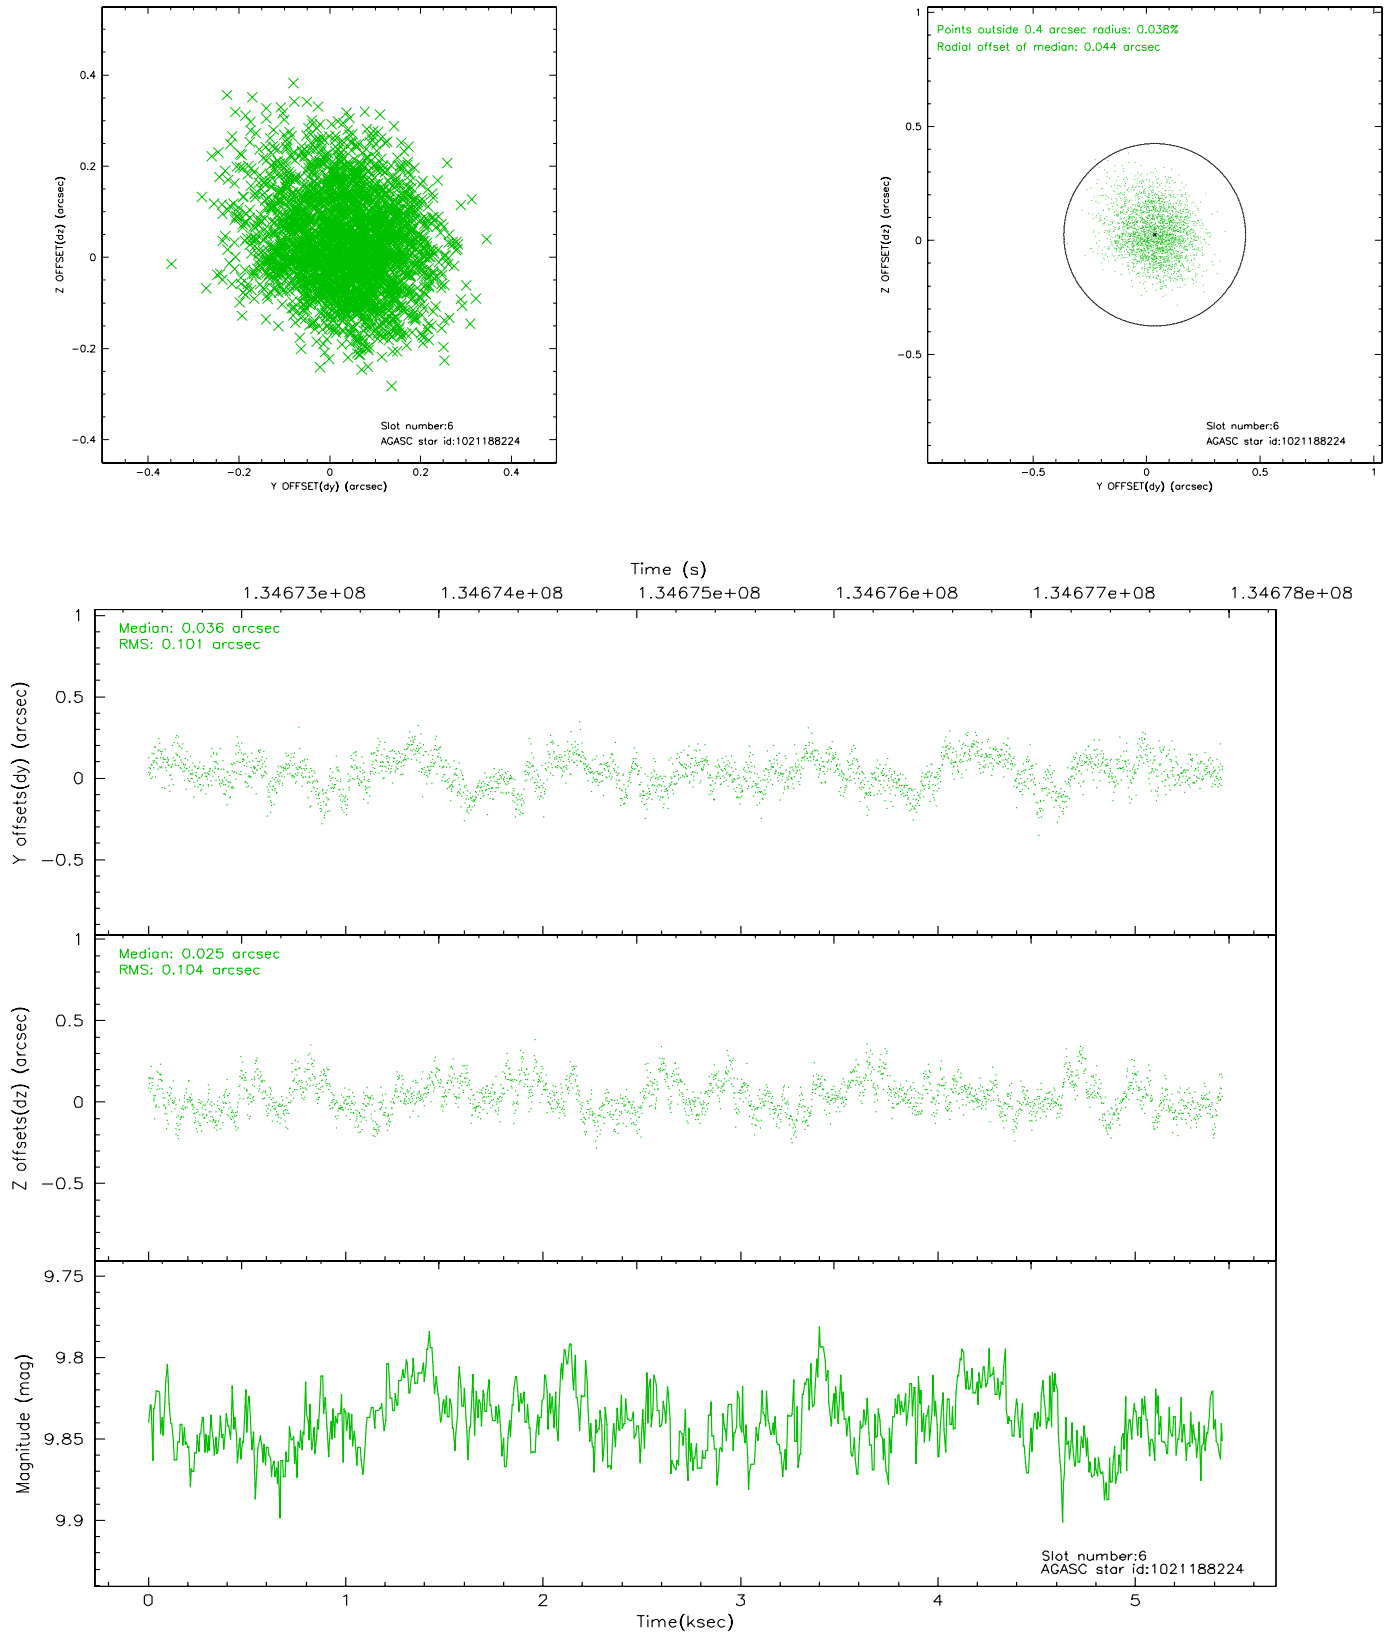 0.4
0.2
0
-0.2
-0.4
Z OFFSET(dz) (arcsec)
Slot number:6
AGASC star id:1021188224
-0.4 -0.2 0 0.2 0.4
Y OFFSET(dy) (arcsec)
1
0.5
0
-0.5
Z OFFSET(dz) (arcsec)
Points outside 0.4 arcsec radius: 0.038%
Radial offset of median: 0.044 arcsec
Slot number:6
AGASC star id:1021188224
-0.5 0 0.5 1
Y OFFSET(dy) (arcsec)
Time (s)
1.34673e+08 1.34674e+08 1.34675e+08 1.34676e+08 1.34677e+08 1.34678e+08
1
0.5
0
-0.5
Y offsets(dy) (arcsec)
Median: 0.036 arcsec
RMS: 0.101 arcsec
1
0.5
0
-0.5
Z offsets(dz) (arcsec)
Median: 0.025 arcsec
RMS: 0.104 arcsec
9.75
9.8
9.85
9.9
Magnitude (mag)
Slot number:6
AGASC star id:1021188224
0 1 2 3 4 5
Time(ksec)